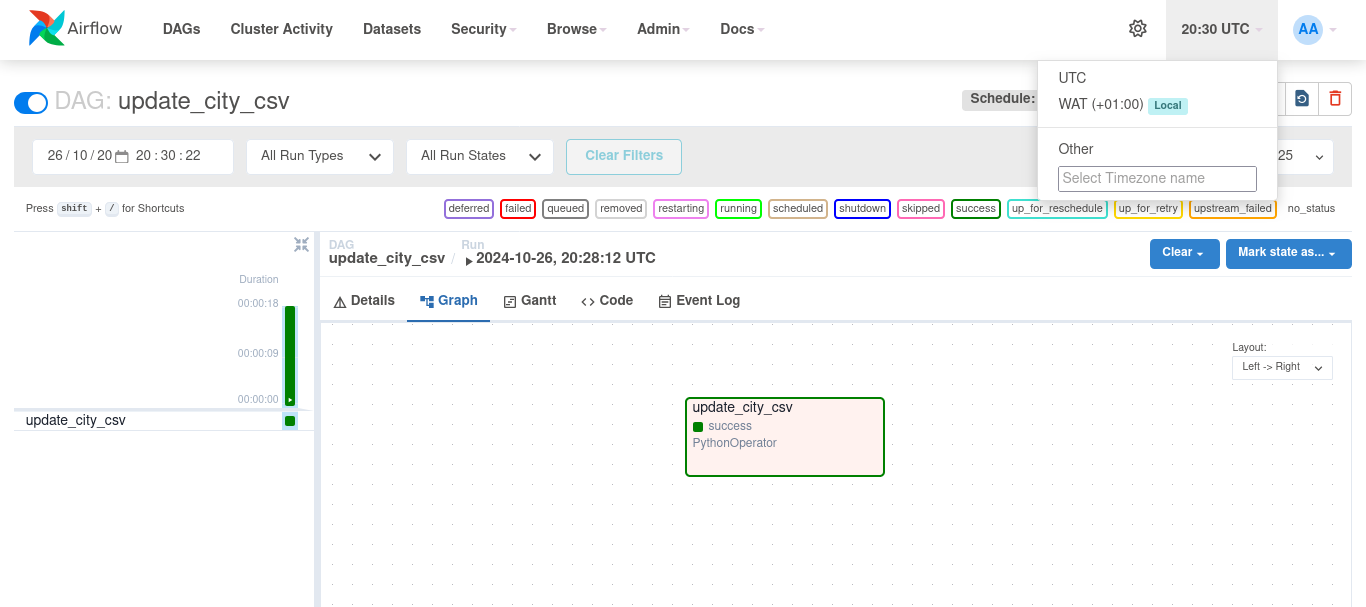 Airflow DAGs Cluster Activity Datasets Security Browse Admin Docs 20:30 UTC AA
UTC
WAT (+01:00) Local
Other
Select Timezone name
DAG: update_city_csv Schedule:
26 / 10 / 20 20 : 30 : 22 All Run Types All Run States Clear Filters 25
Press shift + / for Shortcuts deferred failed queued removed restarting running scheduled shutdown skipped success up_for_reschedule up_for_retry upstream_failed no_status
DAG
update_city_csv /
Run
2024-10-26, 20:28:12 UTC
Clear Mark state as...
Duration
00:00:18
00:00:09
00:00:00
update_city_csv
Details Graph Gantt Code Event Log
Layout:
Left -> Right
update_city_csv
success
PythonOperator